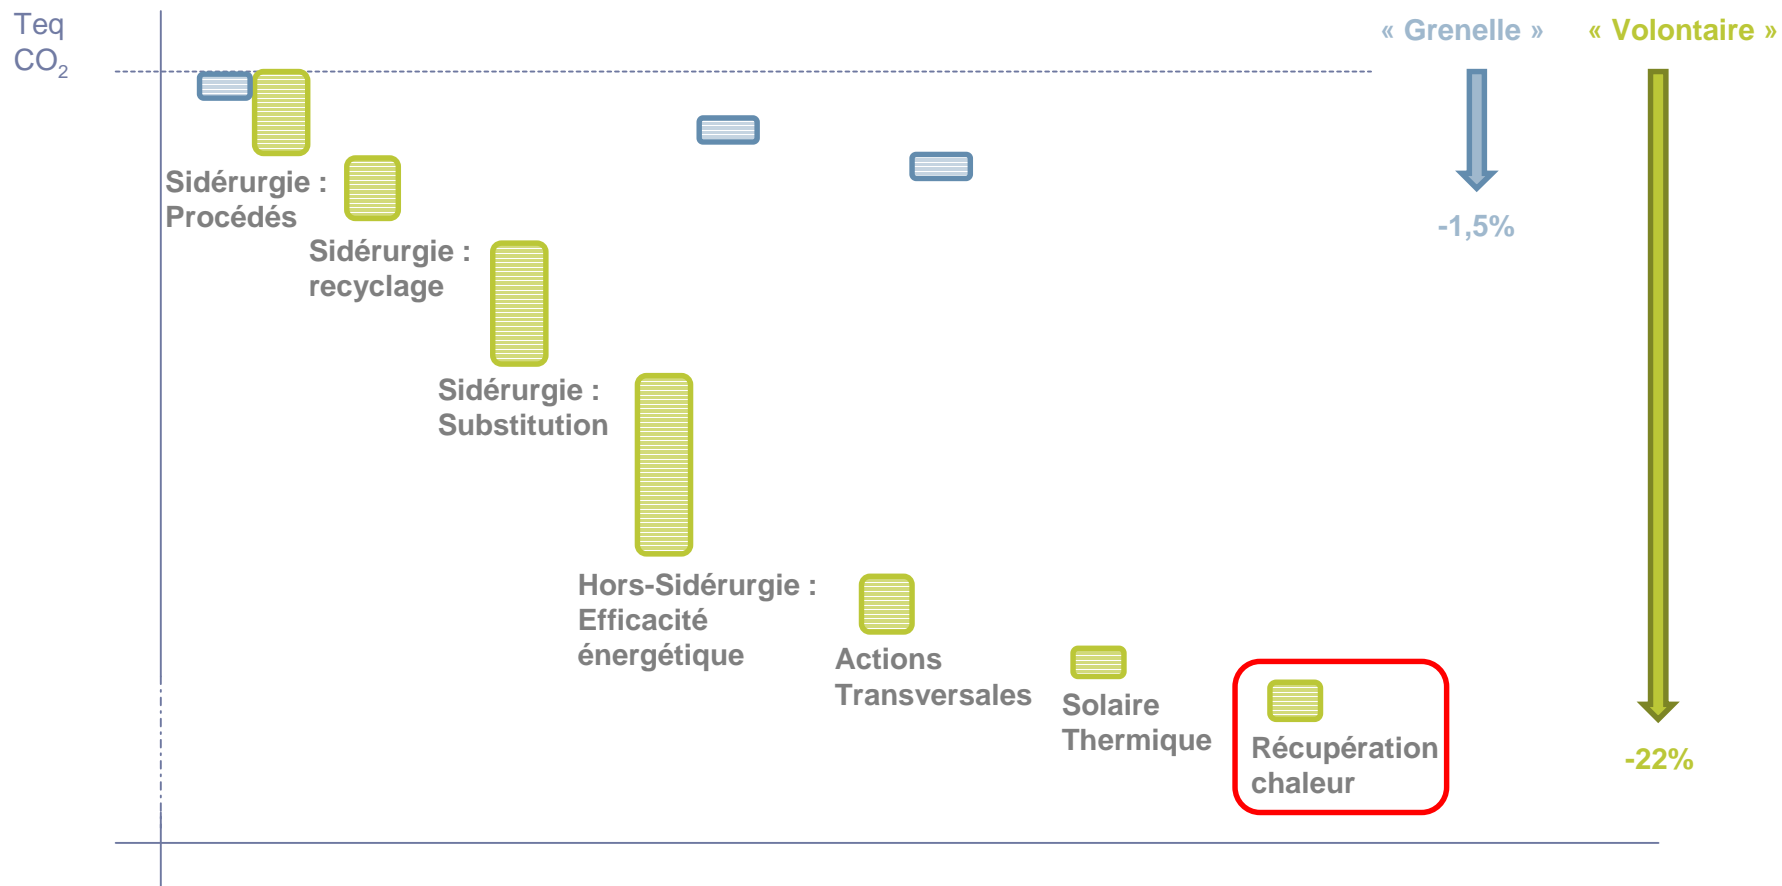 Teq
CO₂
« Grenelle »
« Volontaire »
Sidérurgie :
Procédés
-1,5%
Sidérurgie :
recyclage
Sidérurgie :
Substitution
Hors-Sidérurgie :
Efficacité
énergétique
Actions
Transversales
Solaire
Thermique
Récupération
chaleur
-22%